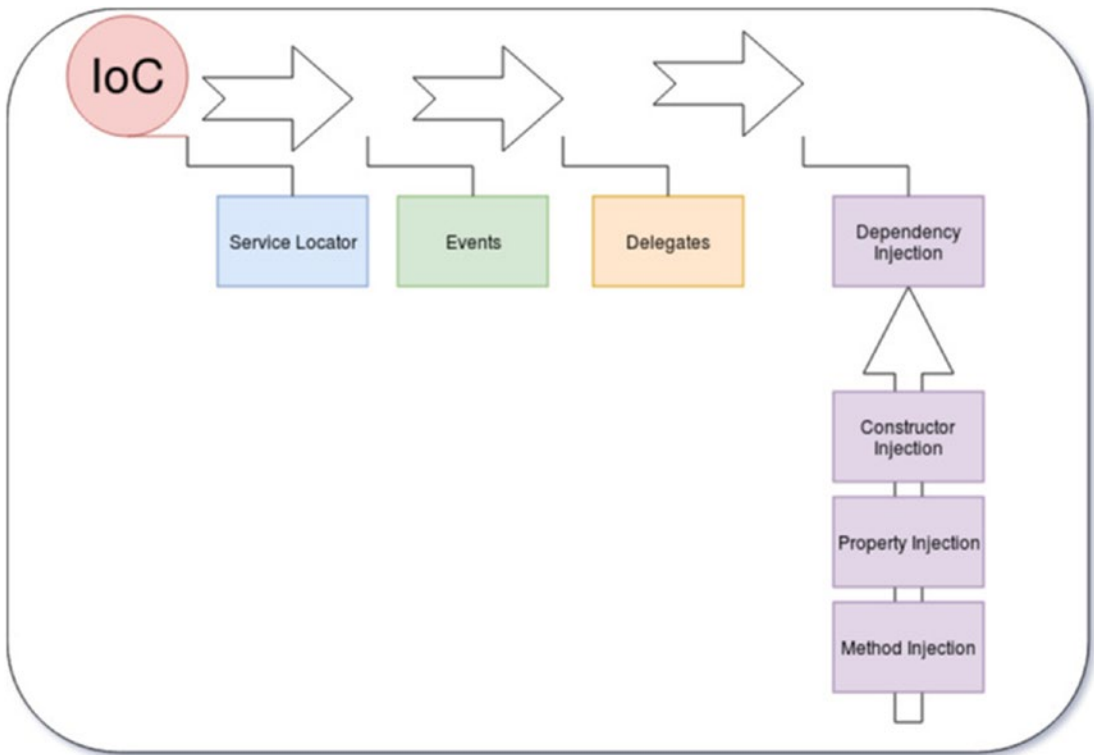 IoC
Service Locator
Events
Delegates
Dependency
Injection
Constructor
Injection
Property Injection
Method Injection